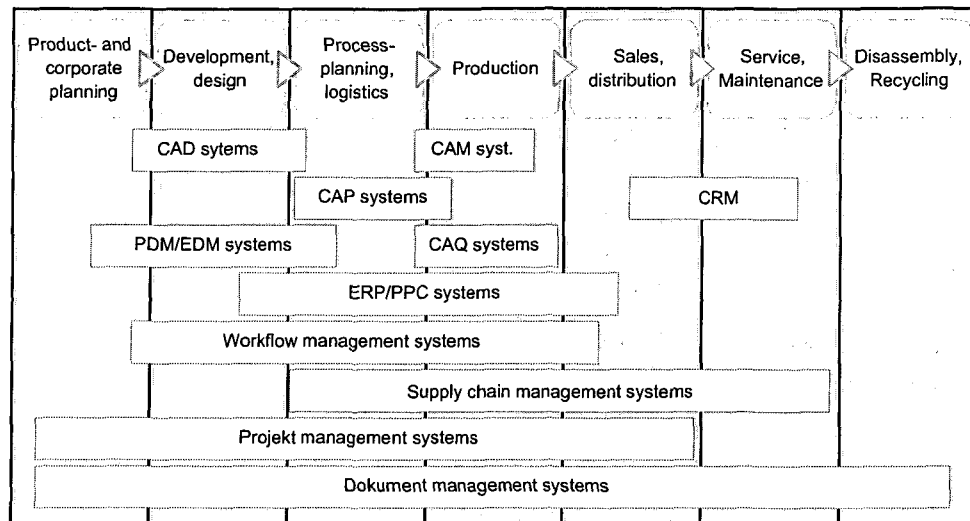 Product- and
corporate
planning
Development,
design
Process-
planning,
logistics
Production
Sales,
distribution
Service,
Maintenance
Disassembly,
Recycling
CAD sytems
CAM syst.
CAP systems
CRM
PDM/EDM systems
CAQ systems
ERP/PPC systems
Workflow management systems
Supply chain management systems
Projekt management systems
Dokument management systems